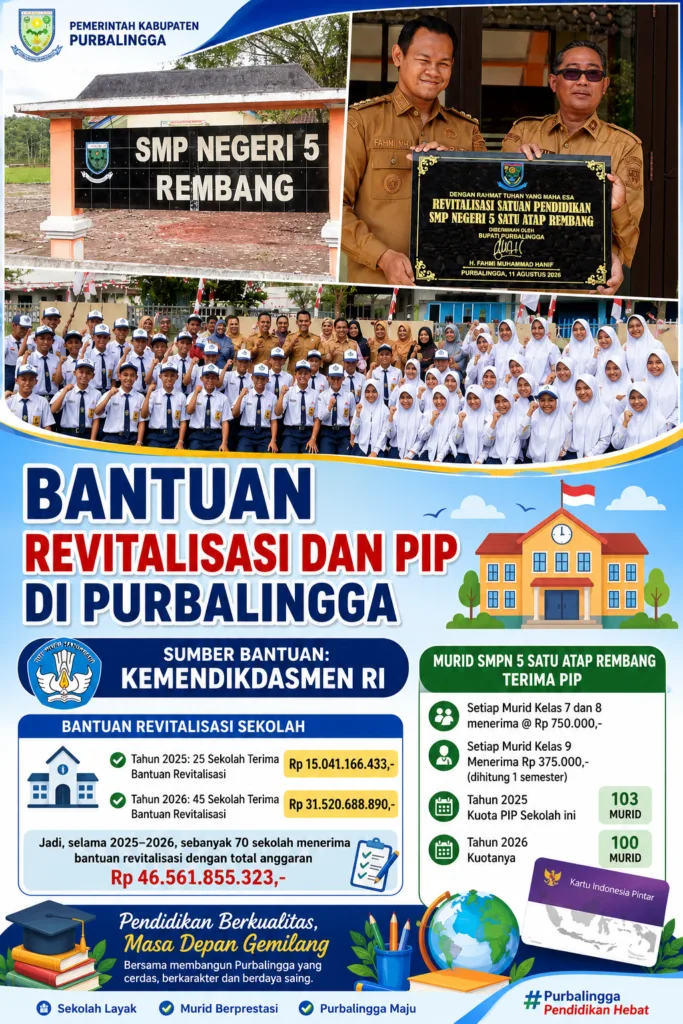 PEMERINTAH KABUPATEN
PURBALINGGA
SMP NEGERI 5
REMBANG
DENGAN RAHMAT TUHAN YANG MAHA ESA
REVITALISASI SATUAN PENDIDIKAN
SMP NEGERI 5 SATU ATAP REMBANG
DIBERIKAN OLEH
BUPATI PURBALINGGA
H. FAHMI MUHAMMAD HANIF
PURBALINGGA, 11 AGUSTUS 2026
BANTUAN
REVITALISASI DAN PIP
DI PURBALINGGA
SUMBER BANTUAN:
KEMENDIKDASMEN RI
BANTUAN REVITALISASI SEKOLAH
Tahun 2025: 25 Sekolah Terima
Bantuan Revitalisasi
Rp 15.041.166.433,-
Tahun 2026: 45 Sekolah Terima
Bantuan Revitalisasi
Rp 31.520.688.890,-
Jadi, selama 2025–2026, sebanyak 70 sekolah menerima
bantuan revitalisasi dengan total anggaran
Rp 46.561.855.323,-
MURID SMPN 5 SATU ATAP REMBANG
TERIMA PIP
Setiap Murid Kelas 7 dan 8
menerima @ Rp 750.000,-
Setiap Murid Kelas 9
Menerima Rp 375.000,-
(dihitung 1 semester)
Tahun 2025
Kuota PIP Sekolah ini
103
MURID
Tahun 2026
Kuotanya
100
MURID
Kartu Indonesia Pintar
Pendidikan Berkualitas,
Masa Depan Gemilang
Bersama membangun Purbalingga yang
cerdas, berkarakter dan berdaya saing.
Sekolah Layak
Murid Berprestasi
Purbalingga Maju
#Purbalingga
Pendidikan Hebat